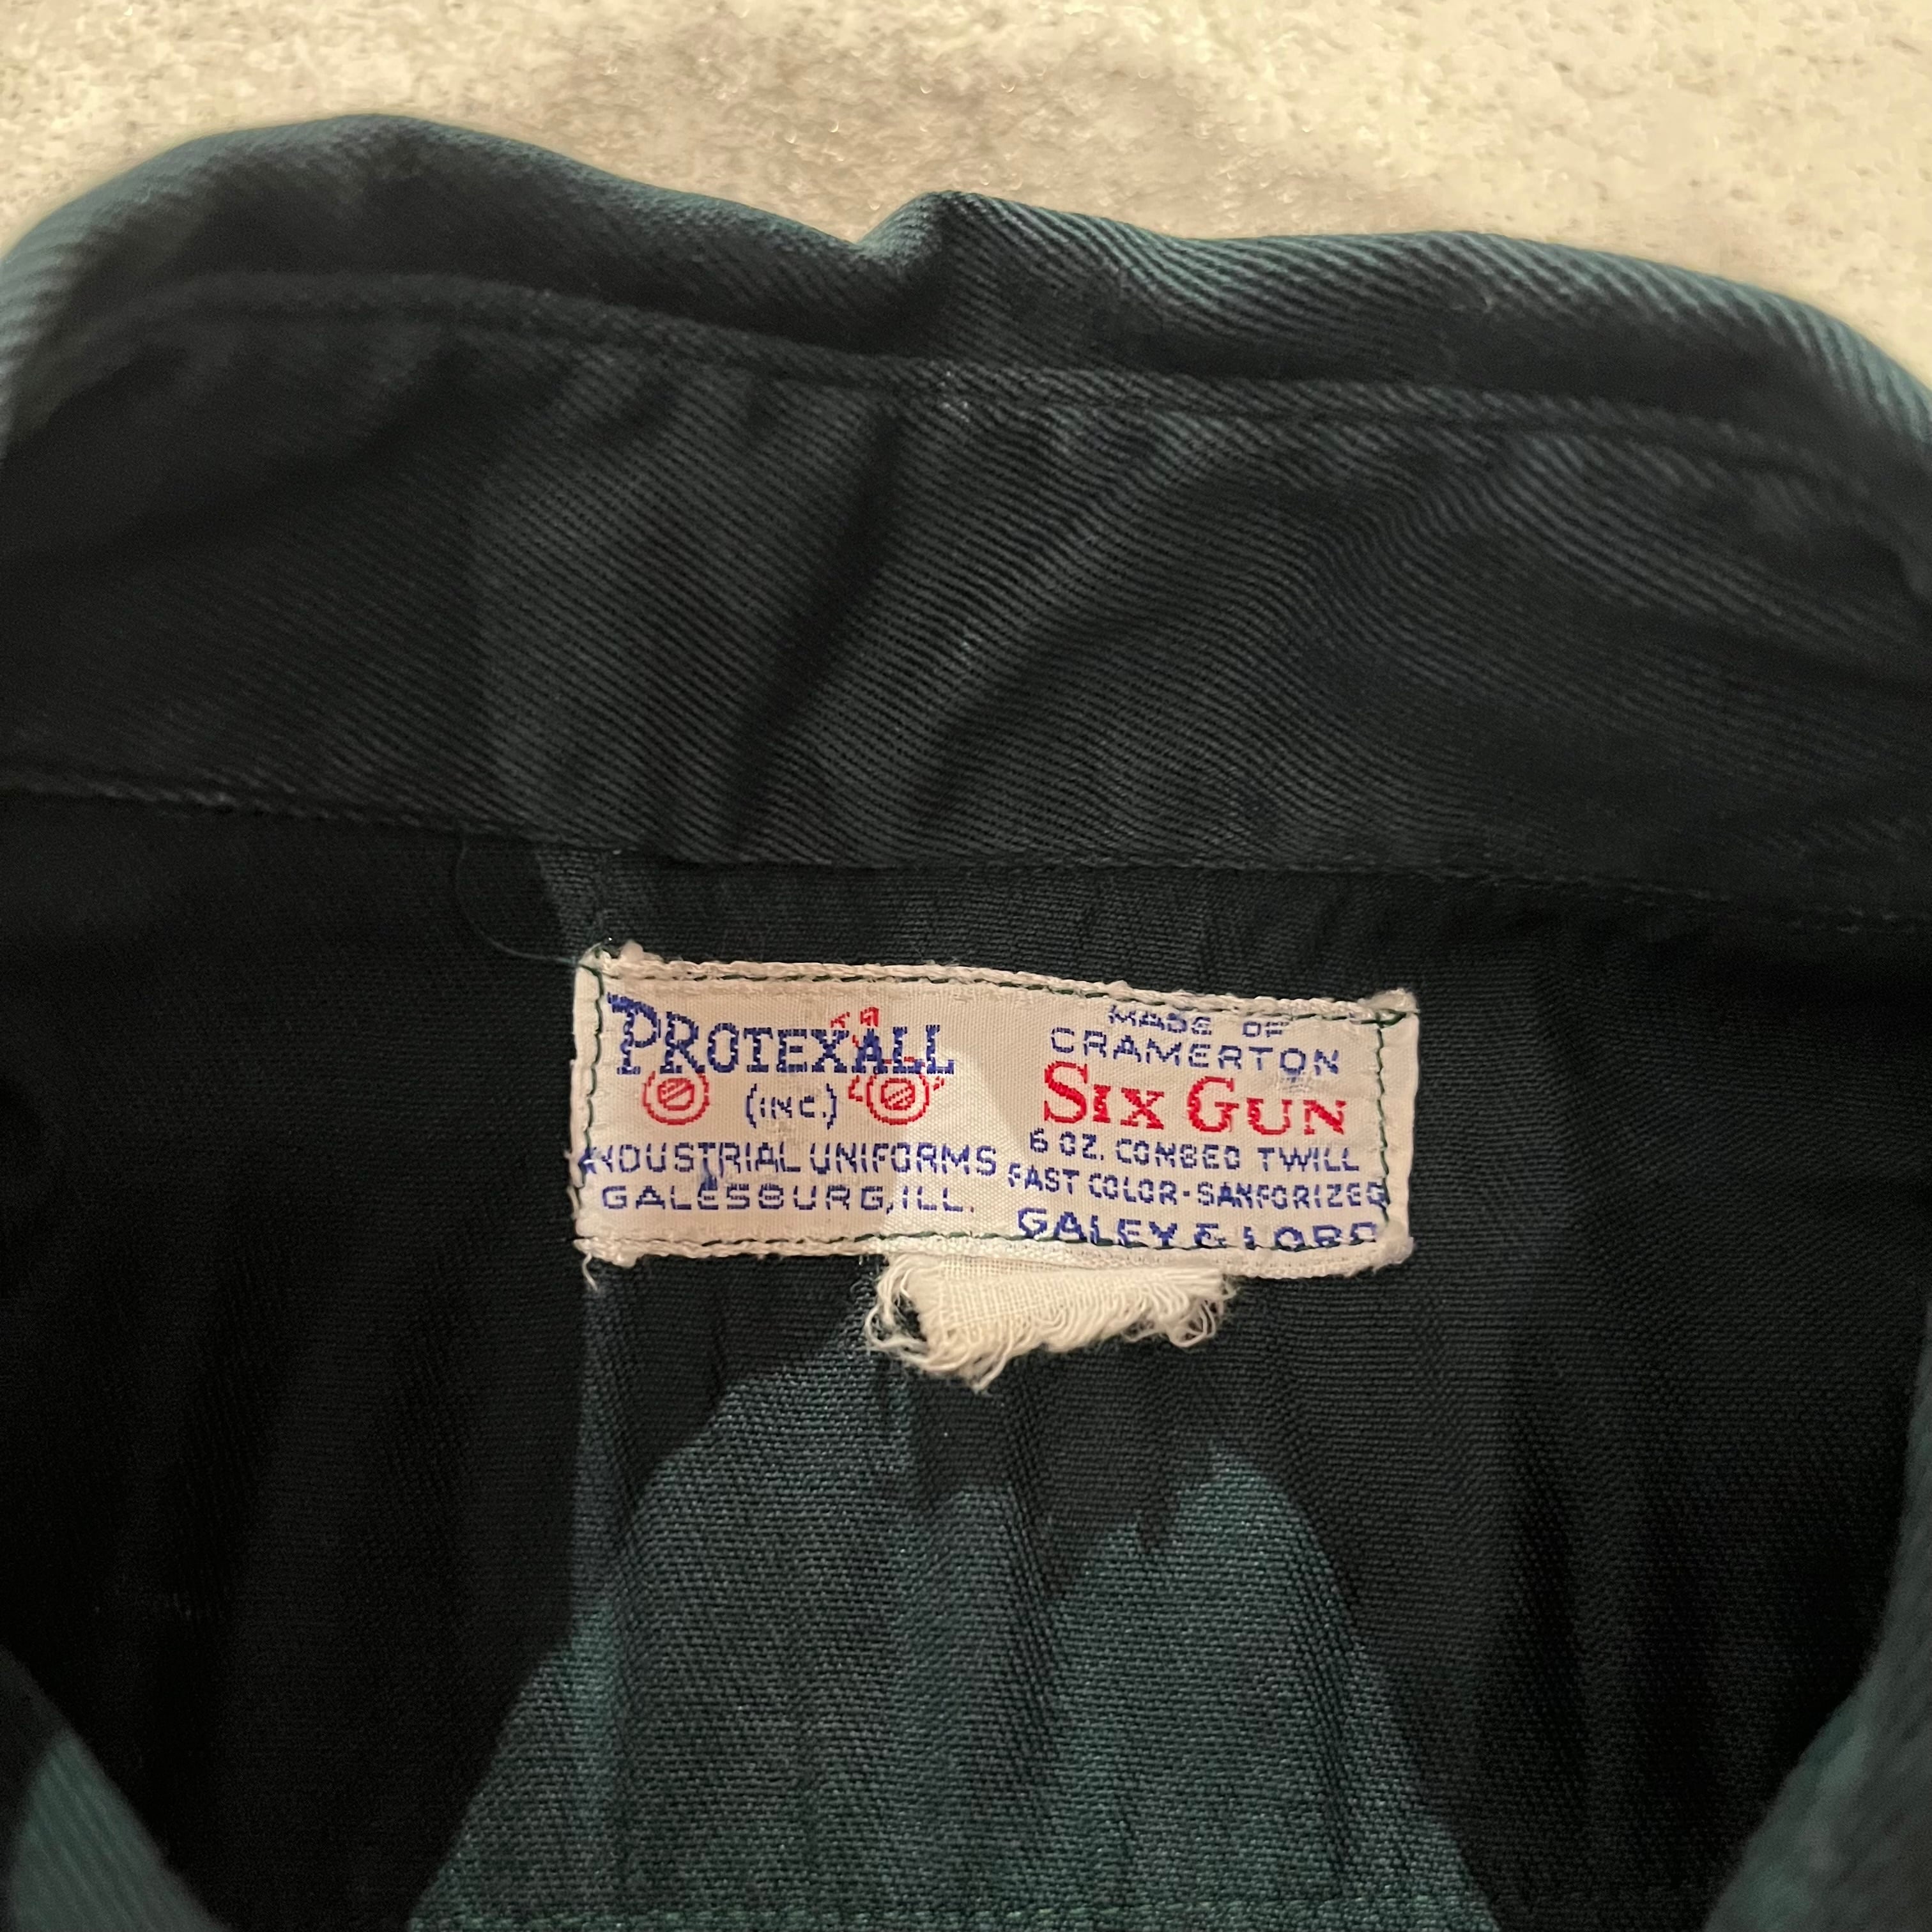 PROTEXALL
(INC.)
INDUSTRIAL UNIFORMS
GALESBURG, ILL.
MADE OF
CRAMERTON
SIX GUN
6 OZ. COMBED TWILL
FAST COLOR - SANFORIZED
GALEY & LORD